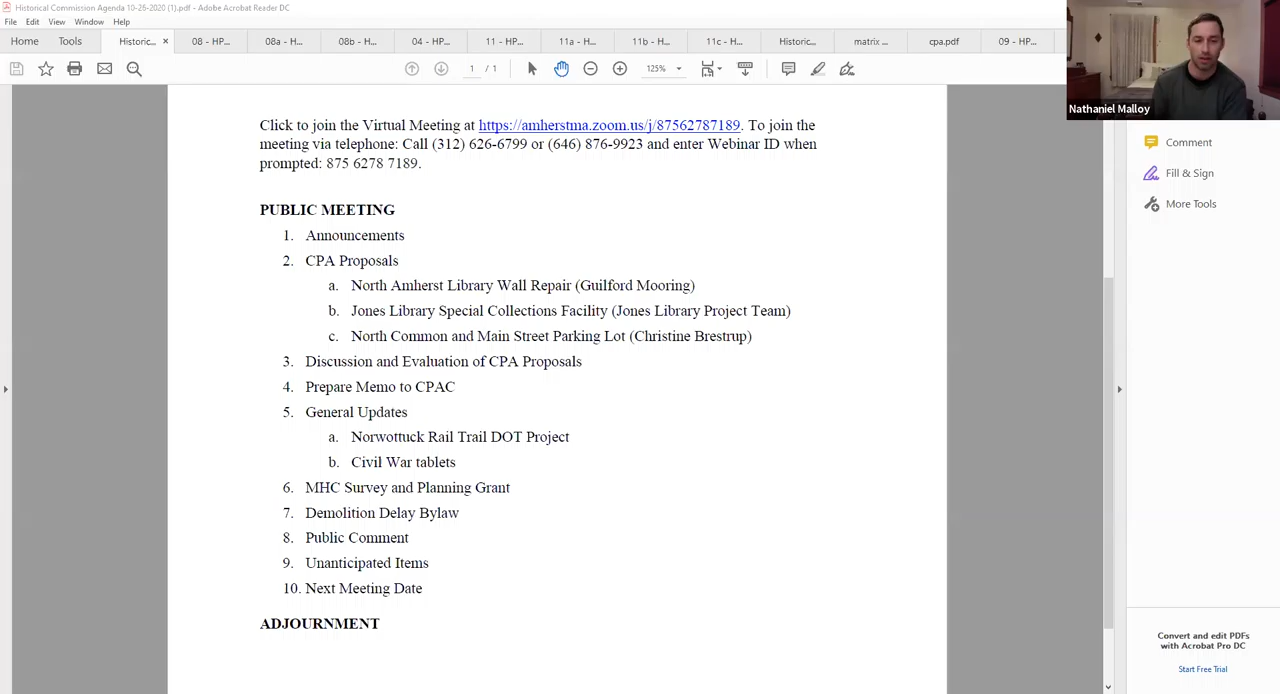 Historical Commission Agenda 10-25-2020 (1).pdf - Adobe Acrobat Reader DC
File Edit View Window Help
Home Tools Historic... × 08 - HP... 08a - H... 08b - H... 04 - HP... 11 - HP... 11a - H... 11b - H... 11c - H... Historic... matrix ... cpa.pdf 09 - HP...
1 / 1 125%
Nathaniel Malloy
Click to join the Virtual Meeting at https://amherstma.zoom.us/j/87562787189. To join the
meeting via telephone: Call (312) 626-6799 or (646) 876-9923 and enter Webinar ID when
prompted: 875 6278 7189.
PUBLIC MEETING
1. Announcements
2. CPA Proposals
a. North Amherst Library Wall Repair (Guilford Mooring)
b. Jones Library Special Collections Facility (Jones Library Project Team)
c. North Common and Main Street Parking Lot (Christine Brestrup)
3. Discussion and Evaluation of CPA Proposals
4. Prepare Memo to CPAC
5. General Updates
a. Norwottuck Rail Trail DOT Project
b. Civil War tablets
6. MHC Survey and Planning Grant
7. Demolition Delay Bylaw
8. Public Comment
9. Unanticipated Items
10. Next Meeting Date
ADJOURNMENT
Comment
Fill & Sign
More Tools
Convert and edit PDFs
with Acrobat Pro DC
Start Free Trial